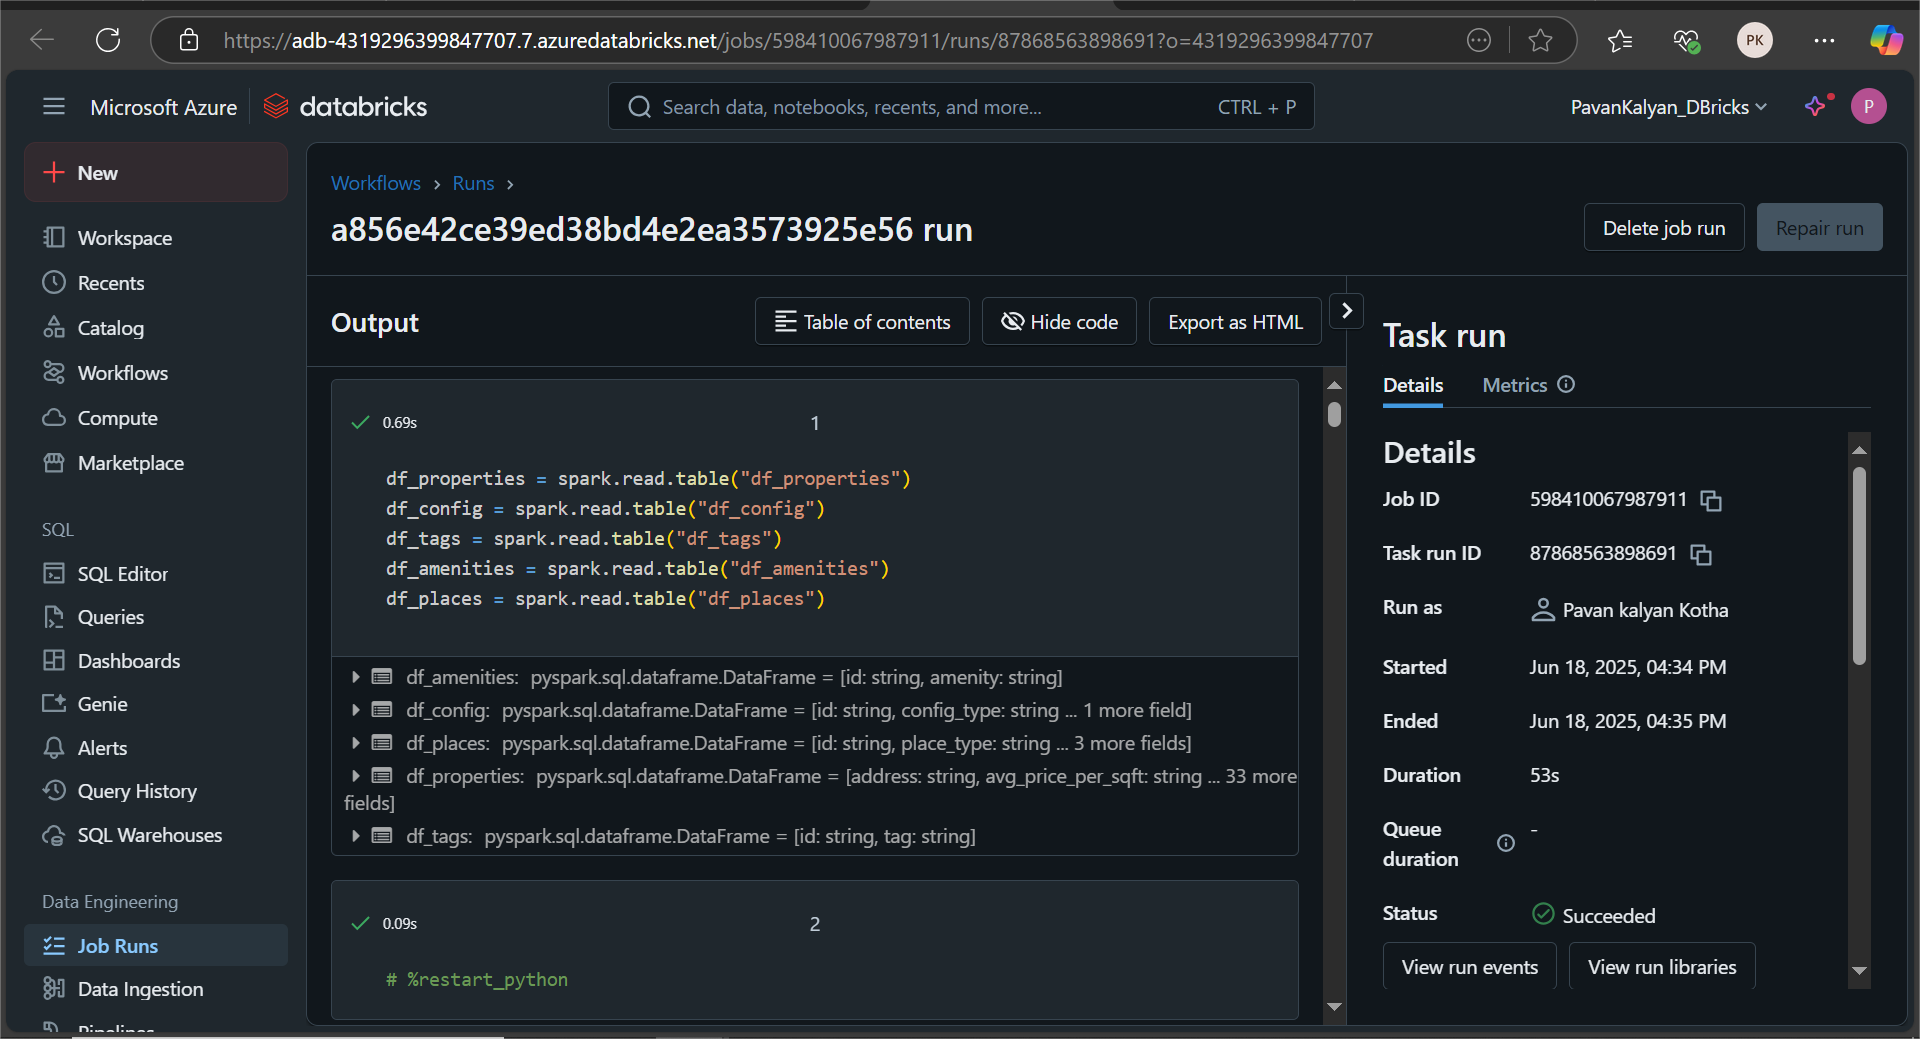 https://adb-4319296399847707.7.azuredatabricks.net/jobs/598410067987911/runs/87868563898691?o=4319296399847707
PK
Microsoft Azure
databricks
Search data, notebooks, recents, and more...
CTRL + P
PavanKalyan_DBricks
P
New
Workspace
Recents
Catalog
Workflows
Compute
Marketplace
SQL
SQL Editor
Queries
Dashboards
Genie
Alerts
Query History
SQL Warehouses
Data Engineering
Job Runs
Data Ingestion
Pipelines
Workflows > Runs >
a856e42ce39ed38bd4e2ea3573925e56 run
Delete job run
Repair run
Output
Table of contents
Hide code
Export as HTML
0.69s
1
df_properties = spark.read.table("df_properties")
df_config = spark.read.table("df_config")
df_tags = spark.read.table("df_tags")
df_amenities = spark.read.table("df_amenities")
df_places = spark.read.table("df_places")
df_amenities: pyspark.sql.dataframe.DataFrame = [id: string, amenity: string]
df_config: pyspark.sql.dataframe.DataFrame = [id: string, config_type: string ... 1 more field]
df_places: pyspark.sql.dataframe.DataFrame = [id: string, place_type: string ... 3 more fields]
df_properties: pyspark.sql.dataframe.DataFrame = [address: string, avg_price_per_sqft: string ... 33 more
fields]
df_tags: pyspark.sql.dataframe.DataFrame = [id: string, tag: string]
0.09s
2
# %restart_python
Task run
Details
Metrics
Details
Job ID 598410067987911
Task run ID 87868563898691
Run as Pavan kalyan Kotha
Started Jun 18, 2025, 04:34 PM
Ended Jun 18, 2025, 04:35 PM
Duration 53s
Queue
duration
-
Status Succeeded
View run events
View run libraries